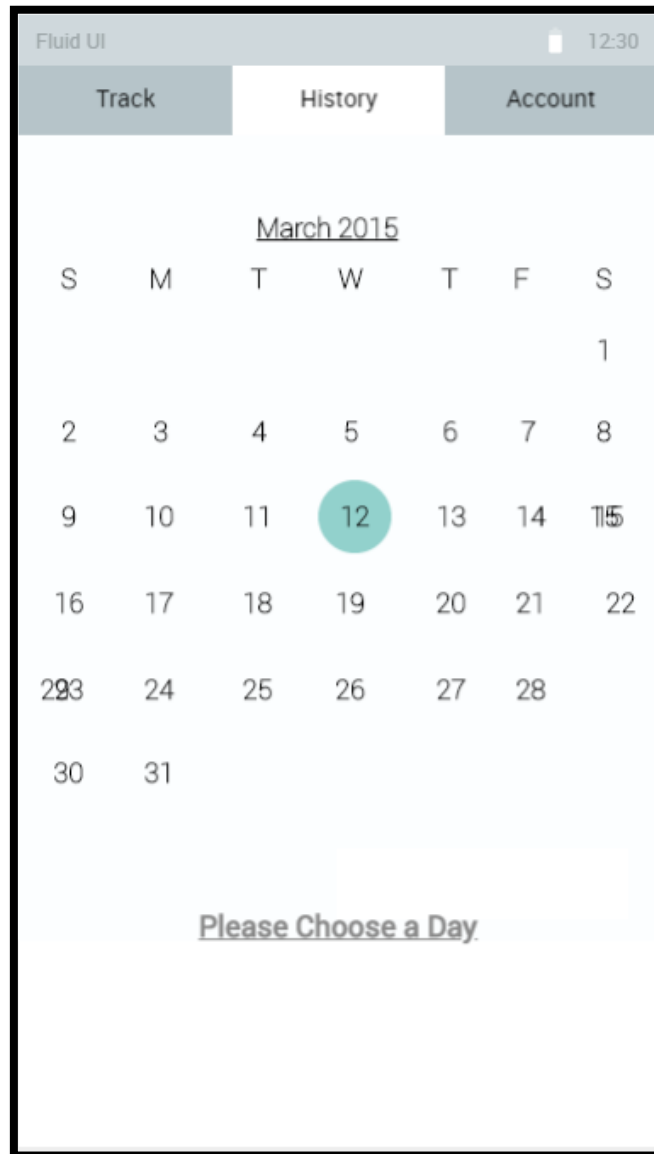 Fluid UI 12:30
Track History Account
March 2015
S M T W T F S
1
2 3 4 5 6 7 8
9 10 11 12 13 14 15
16 17 18 19 20 21 22
23 24 25 26 27 28
30 31
Please Choose a Day